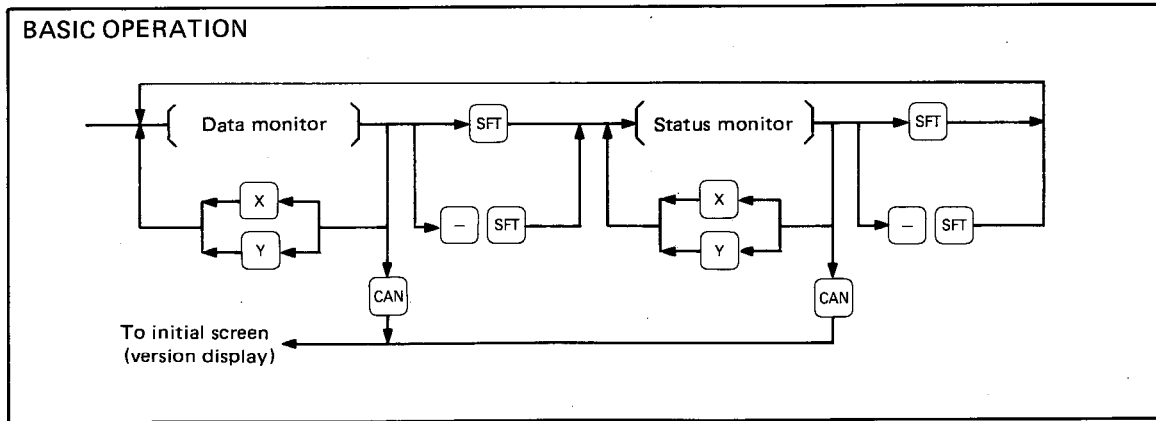 BASIC OPERATION
Data monitor
SFT
Status monitor
SFT
X
Y
– SFT
X
Y
– SFT
CAN
CAN
To initial screen
(version display)